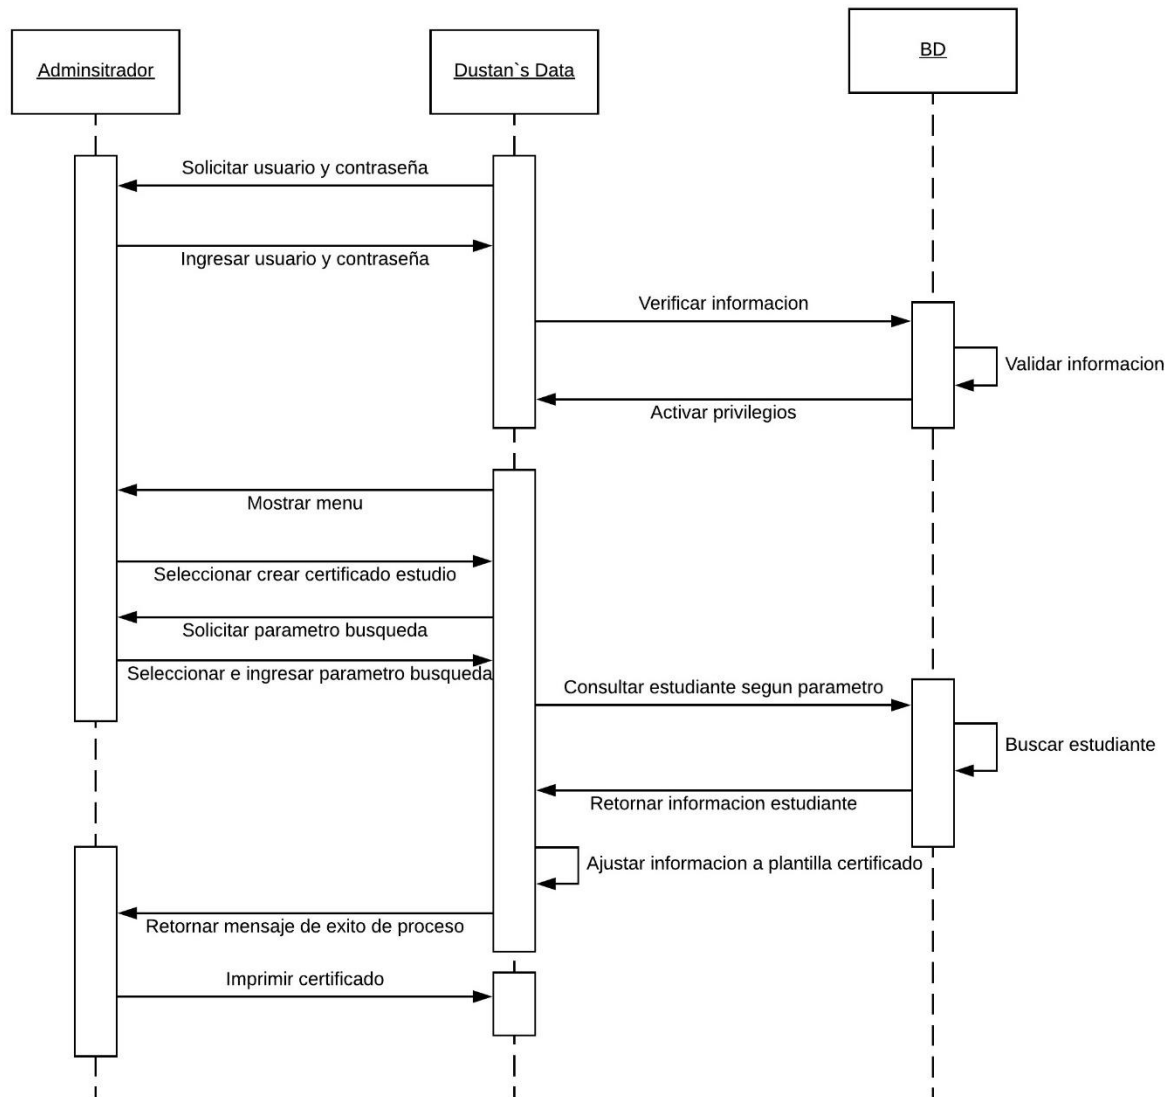 Adminsitrador
Dustan`s Data
BD
Solicitar usuario y contraseña
Ingresar usuario y contraseña
Verificar informacion
Validar informacion
Activar privilegios
Mostrar menu
Seleccionar crear certificado estudio
Solicitar parametro busqueda
Seleccionar e ingresar parametro busqueda
Consultar estudiante segun parametro
Buscar estudiante
Retornar informacion estudiante
Ajustar informacion a plantilla certificado
Retornar mensaje de exito de proceso
Imprimir certificado